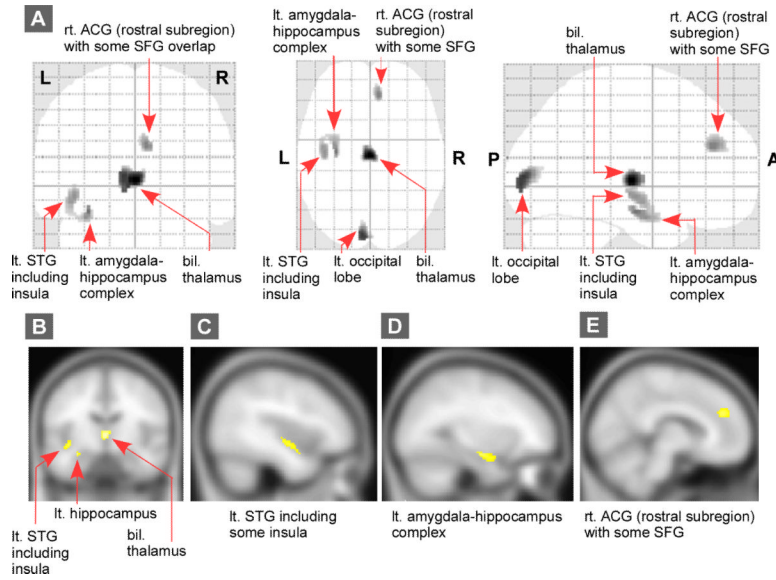 A
rt. ACG (rostral subregion)
with some SFG overlap
L
R
lt. STG
including
insula
lt. amygdala-
hippocampus
complex
bil.
thalamus
lt. amygdala-
hippocampus
complex
rt. ACG (rostral
subregion)
with some SFG
L
R
lt. STG
including
insula
lt. occipital
lobe
bil.
thalamus
bil.
thalamus
rt. ACG (rostral
subregion)
with some SFG
P
A
lt. occipital
lobe
lt. STG
including
insula
lt. amygdala-
hippocampus
complex
B
lt. hippocampus
lt. STG
including
insula
bil.
thalamus
C
lt. STG including
some insula
D
lt. amygdala-hippocampus
complex
E
rt. ACG (rostral subregion)
with some SFG